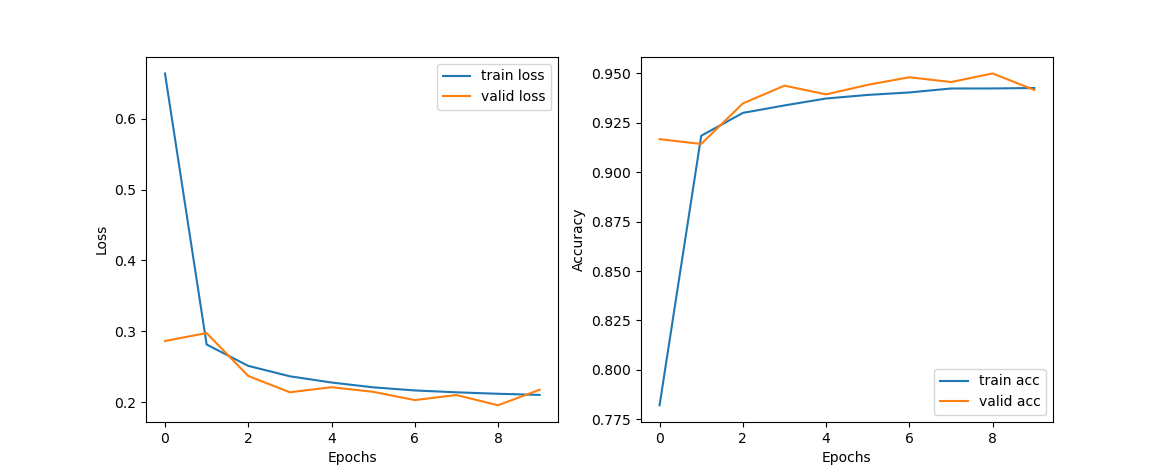 train loss
valid loss
0.6
0.5
0.4
0.3
0.2
Loss
0 2 4 6 8
Epochs
0.950
0.925
0.900
0.875
0.850
0.825
0.800
0.775
Accuracy
train acc
valid acc
0 2 4 6 8
Epochs